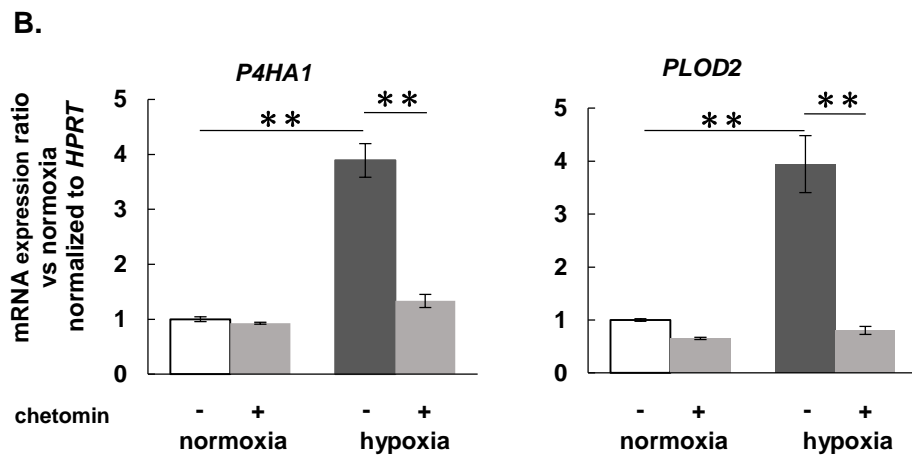 B.
P4HA1
PLOD2
mRNA expression ratio
vs normoxia
normalized to HPRT
5
4
3
2
1
0
** **
5
4
3
2
1
0
** **
chetomin - + - + - + - +
normoxia hypoxia normoxia hypoxia